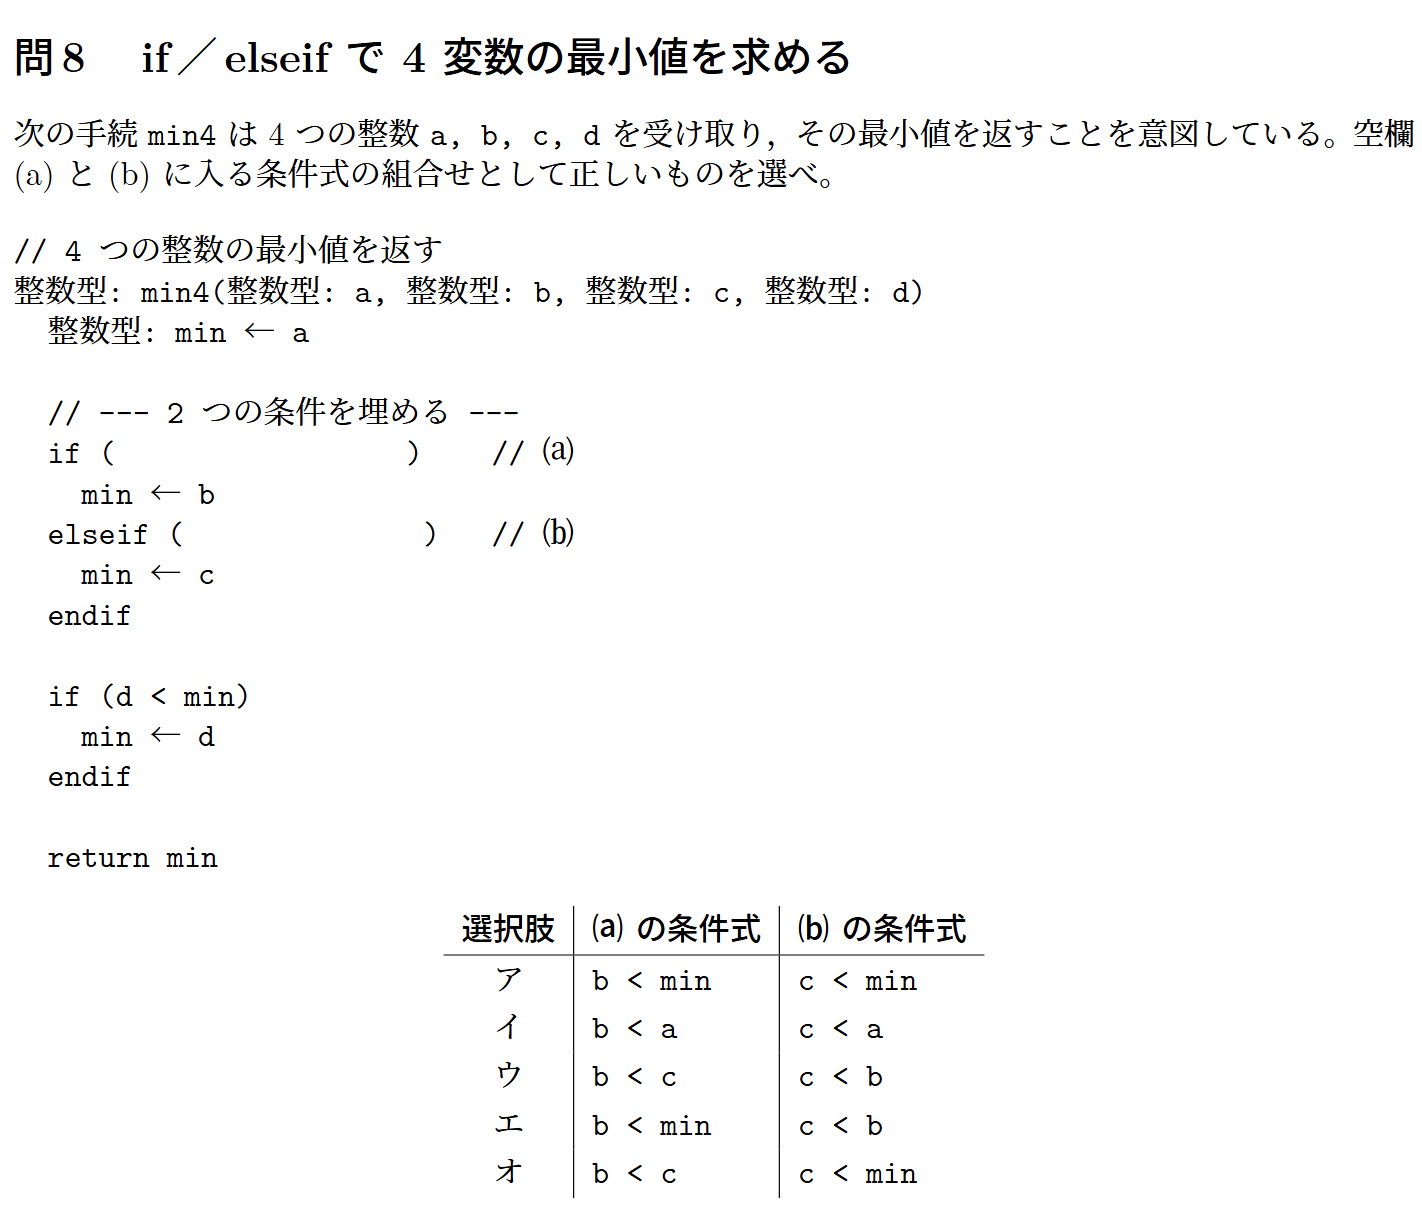 問8 if／elseif で 4 変数の最小値を求める
次の手続 min4 は 4 つの整数 a, b, c, d を受け取り，その最小値を返すことを意図している。空欄
(a) と (b) に入る条件式の組合せとして正しいものを選べ。
// 4 つの整数の最小値を返す
整数型: min4(整数型: a, 整数型: b, 整数型: c, 整数型: d)
整数型: min ← a
// --- 2 つの条件を埋める ---
if ( ) // (a)
min ← b
elseif ( ) // (b)
min ← c
endif
if (d < min)
min ← d
endif
return min
選択肢 (a) の条件式 (b) の条件式
ア b < min c < min
イ b < a c < a
ウ b < c c < b
エ b < min c < b
オ b < c c < min